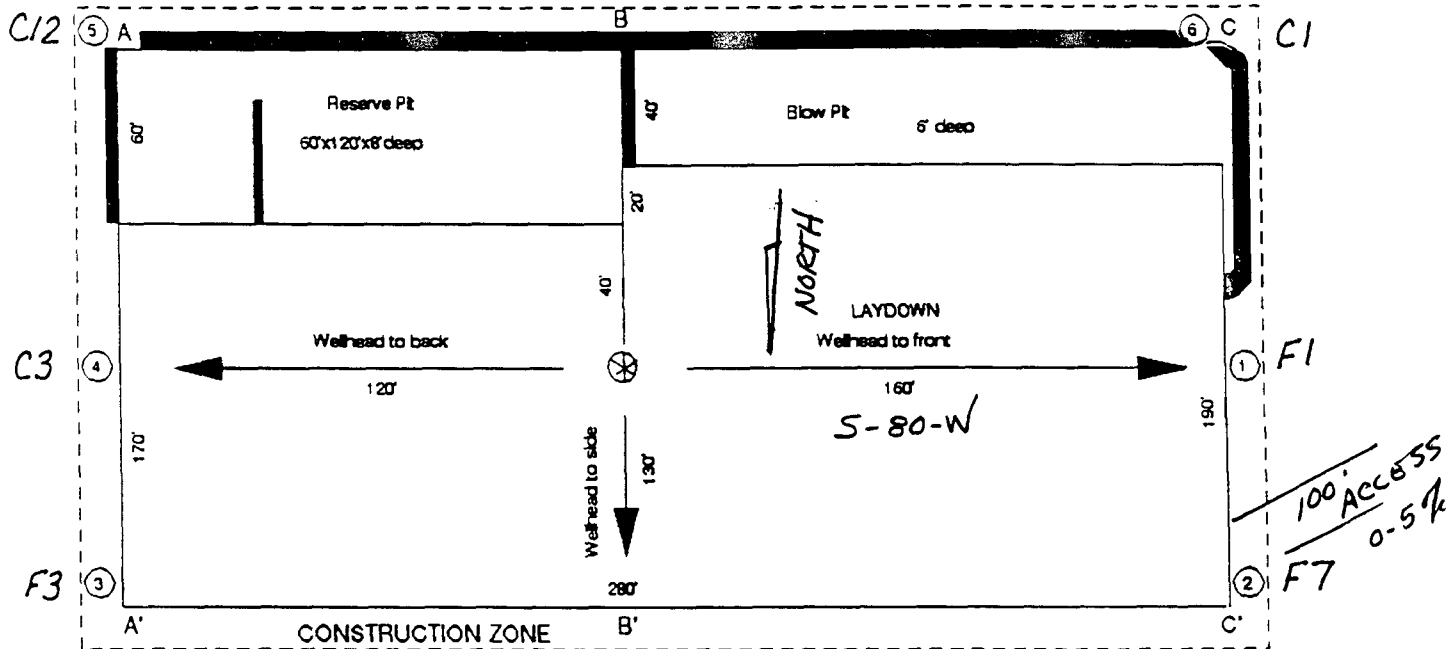 C12 5 A B 6 C C1
Reserve Pit
60'x120'x8' deep
60'
40'
Blow Pit
6' deep
20'
NORTH
40'
LAYDOWN
Wellhead to back
Wellhead to front
C3 4
120'
160'
1 F1
S-80-W
170'
190'
Wellhead to side
130'
100' ACCESS
0-5%
F3 3
280'
2 F7
A' CONSTRUCTION ZONE B' C'